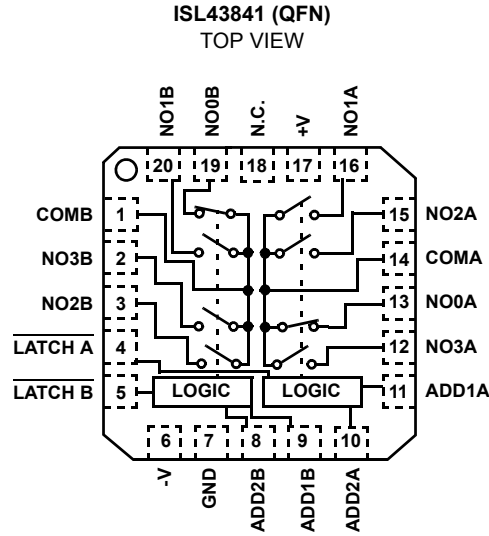 ISL43841 (QFN)
TOP VIEW
NO1B
NO0B
N.C.
+V
NO1A
20
19
18
17
16
COMB
1
15
NO2A
NO3B
2
14
COMA
NO2B
3
13
NO0A
LATCH A
4
12
NO3A
LATCH B
5
LOGIC
LOGIC
11
ADD1A
6
7
8
9
10
-V
GND
ADD2B
ADD1B
ADD2A